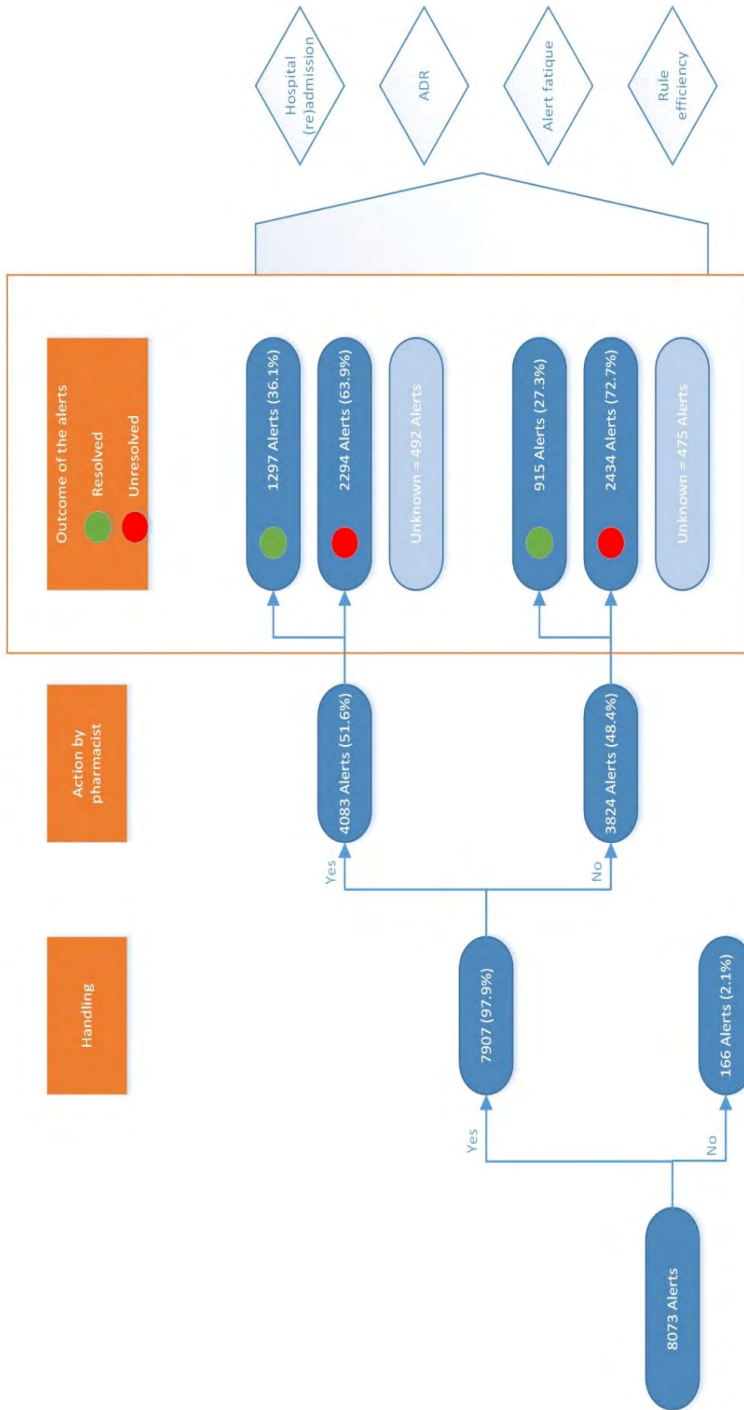 8073 Alerts
Handling
Yes
7907 (97.9%)
No
166 Alerts (2.1%)
Action by
pharmacist
Yes
4083 Alerts (51.6%)
No
3824 Alerts (48.4%)
Outcome of the alerts
Resolved
Unresolved
1297 Alerts (36.1%)
2294 Alerts (63.9%)
Unknown = 492 Alerts
915 Alerts (27.3%)
2434 Alerts (72.7%)
Unknown = 475 Alerts
Hospital
(re)admission
ADR
Alert fatique
Rule
efficiency